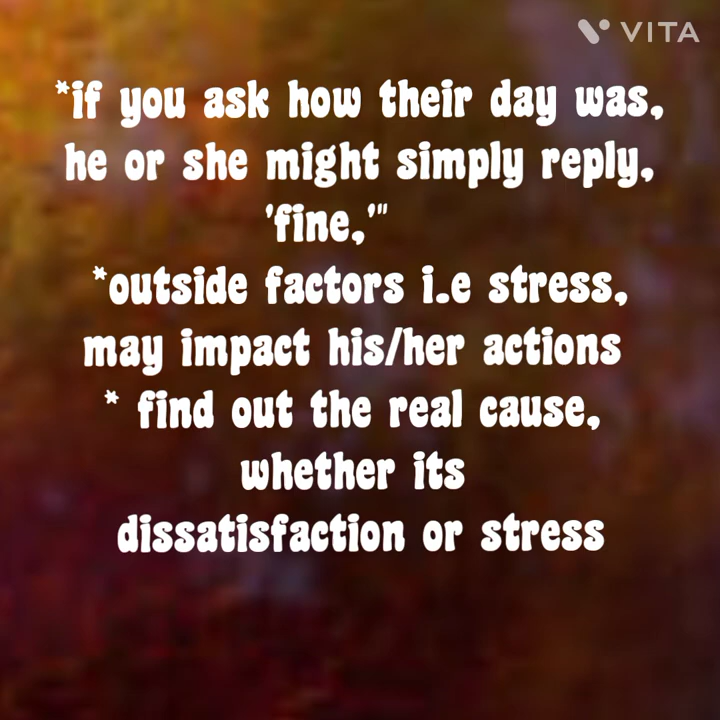 VITA
*if you ask how their day was,
he or she might simply reply,
'fine,'"
*outside factors i.e stress,
may impact his/her actions
* find out the real cause,
whether its
dissatisfaction or stress